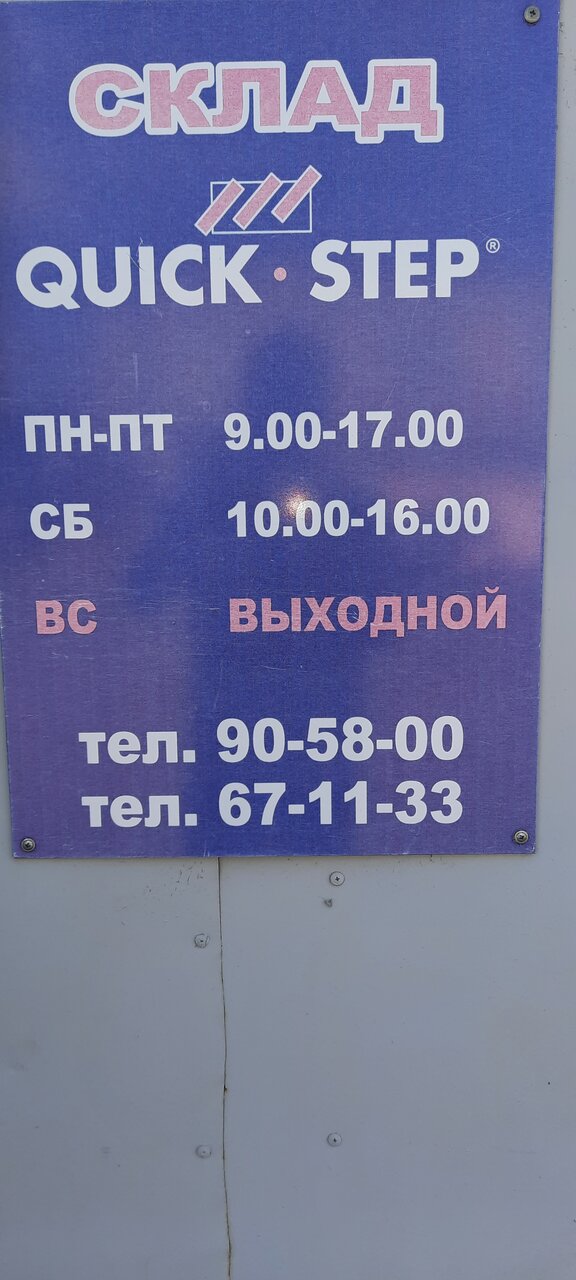 СКЛАД
QUICK·STEP®
ПН-ПТ 9.00-17.00
СБ 10.00-16.00
ВС ВЫХОДНОЙ
тел. 90-58-00
тел. 67-11-33